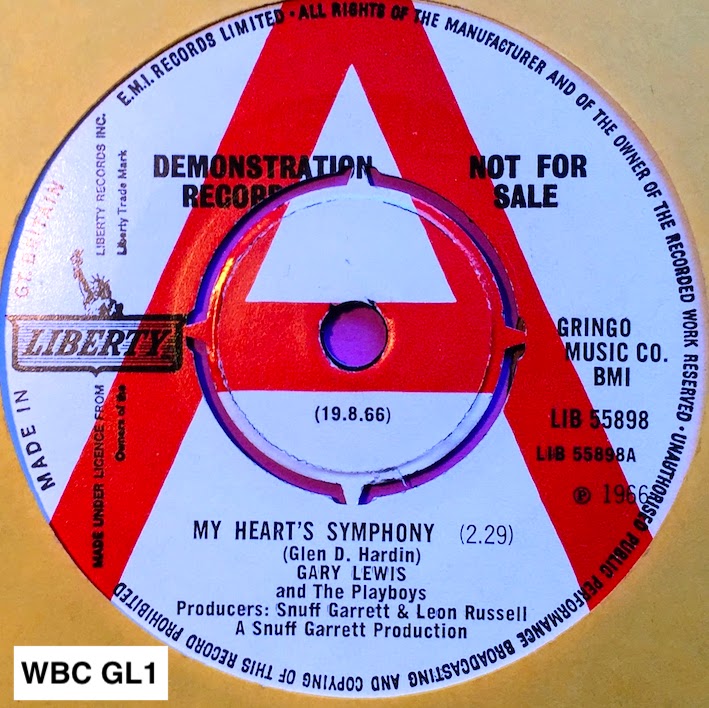 E.M.I. RECORDS LIMITED · ALL RIGHTS OF THE MANUFACTURER AND OF THE OWNER OF THE RECORDED WORK RESERVED · UNAUTHORISED PUBLIC PERFORMANCE BROADCASTING AND COPYING OF THIS RECORD PROHIBITED
MADE IN GT. BRITAIN
LIBERTY RECORDS INC.
Liberty Trade Mark
MADE UNDER LICENCE FROM
Owners of the
DEMONSTRATION
RECORD
NOT FOR
SALE
LIBERTY
GRINGO
MUSIC CO.
BMI
LIB 55898
LIB 55898A
℗ 1966
(19.8.66)
MY HEART'S SYMPHONY (2.29)
(Glen D. Hardin)
GARY LEWIS
and The Playboys
Producers: Snuff Garrett & Leon Russell
A Snuff Garrett Production
WBC GL1